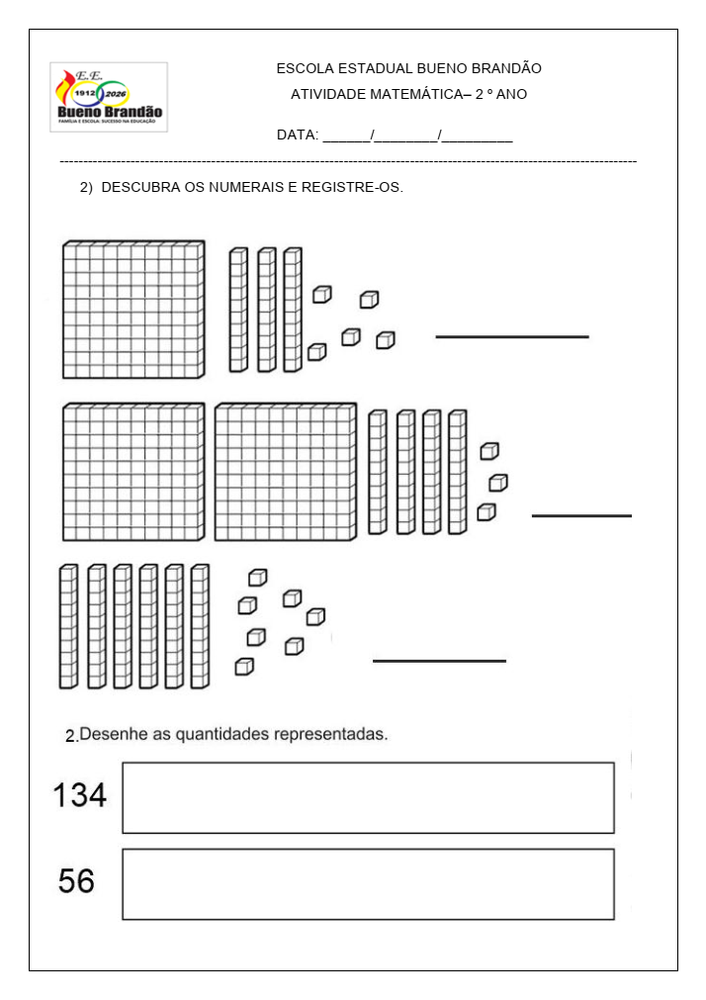 E. E.
1912 2026
Bueno Brandão
FAMÍLIA E ESCOLA: SUCESSO NA EDUCAÇÃO
ESCOLA ESTADUAL BUENO BRANDÃO
ATIVIDADE MATEMÁTICA– 2 º ANO
DATA: ______/________/_________
2) DESCUBRA OS NUMERAIS E REGISTRE-OS.
2.Desenhe as quantidades representadas.
134
56